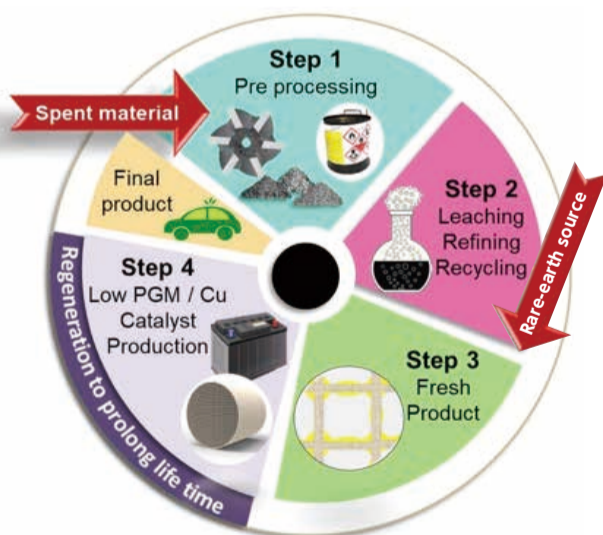 Step 1
Pre processing
Spent material
Step 2
Leaching
Refining
Recycling
Rare-earth source
Step 3
Fresh
Product
Step 4
Low PGM / Cu
Catalyst
Production
Regeneration to prolong life time
Final
product